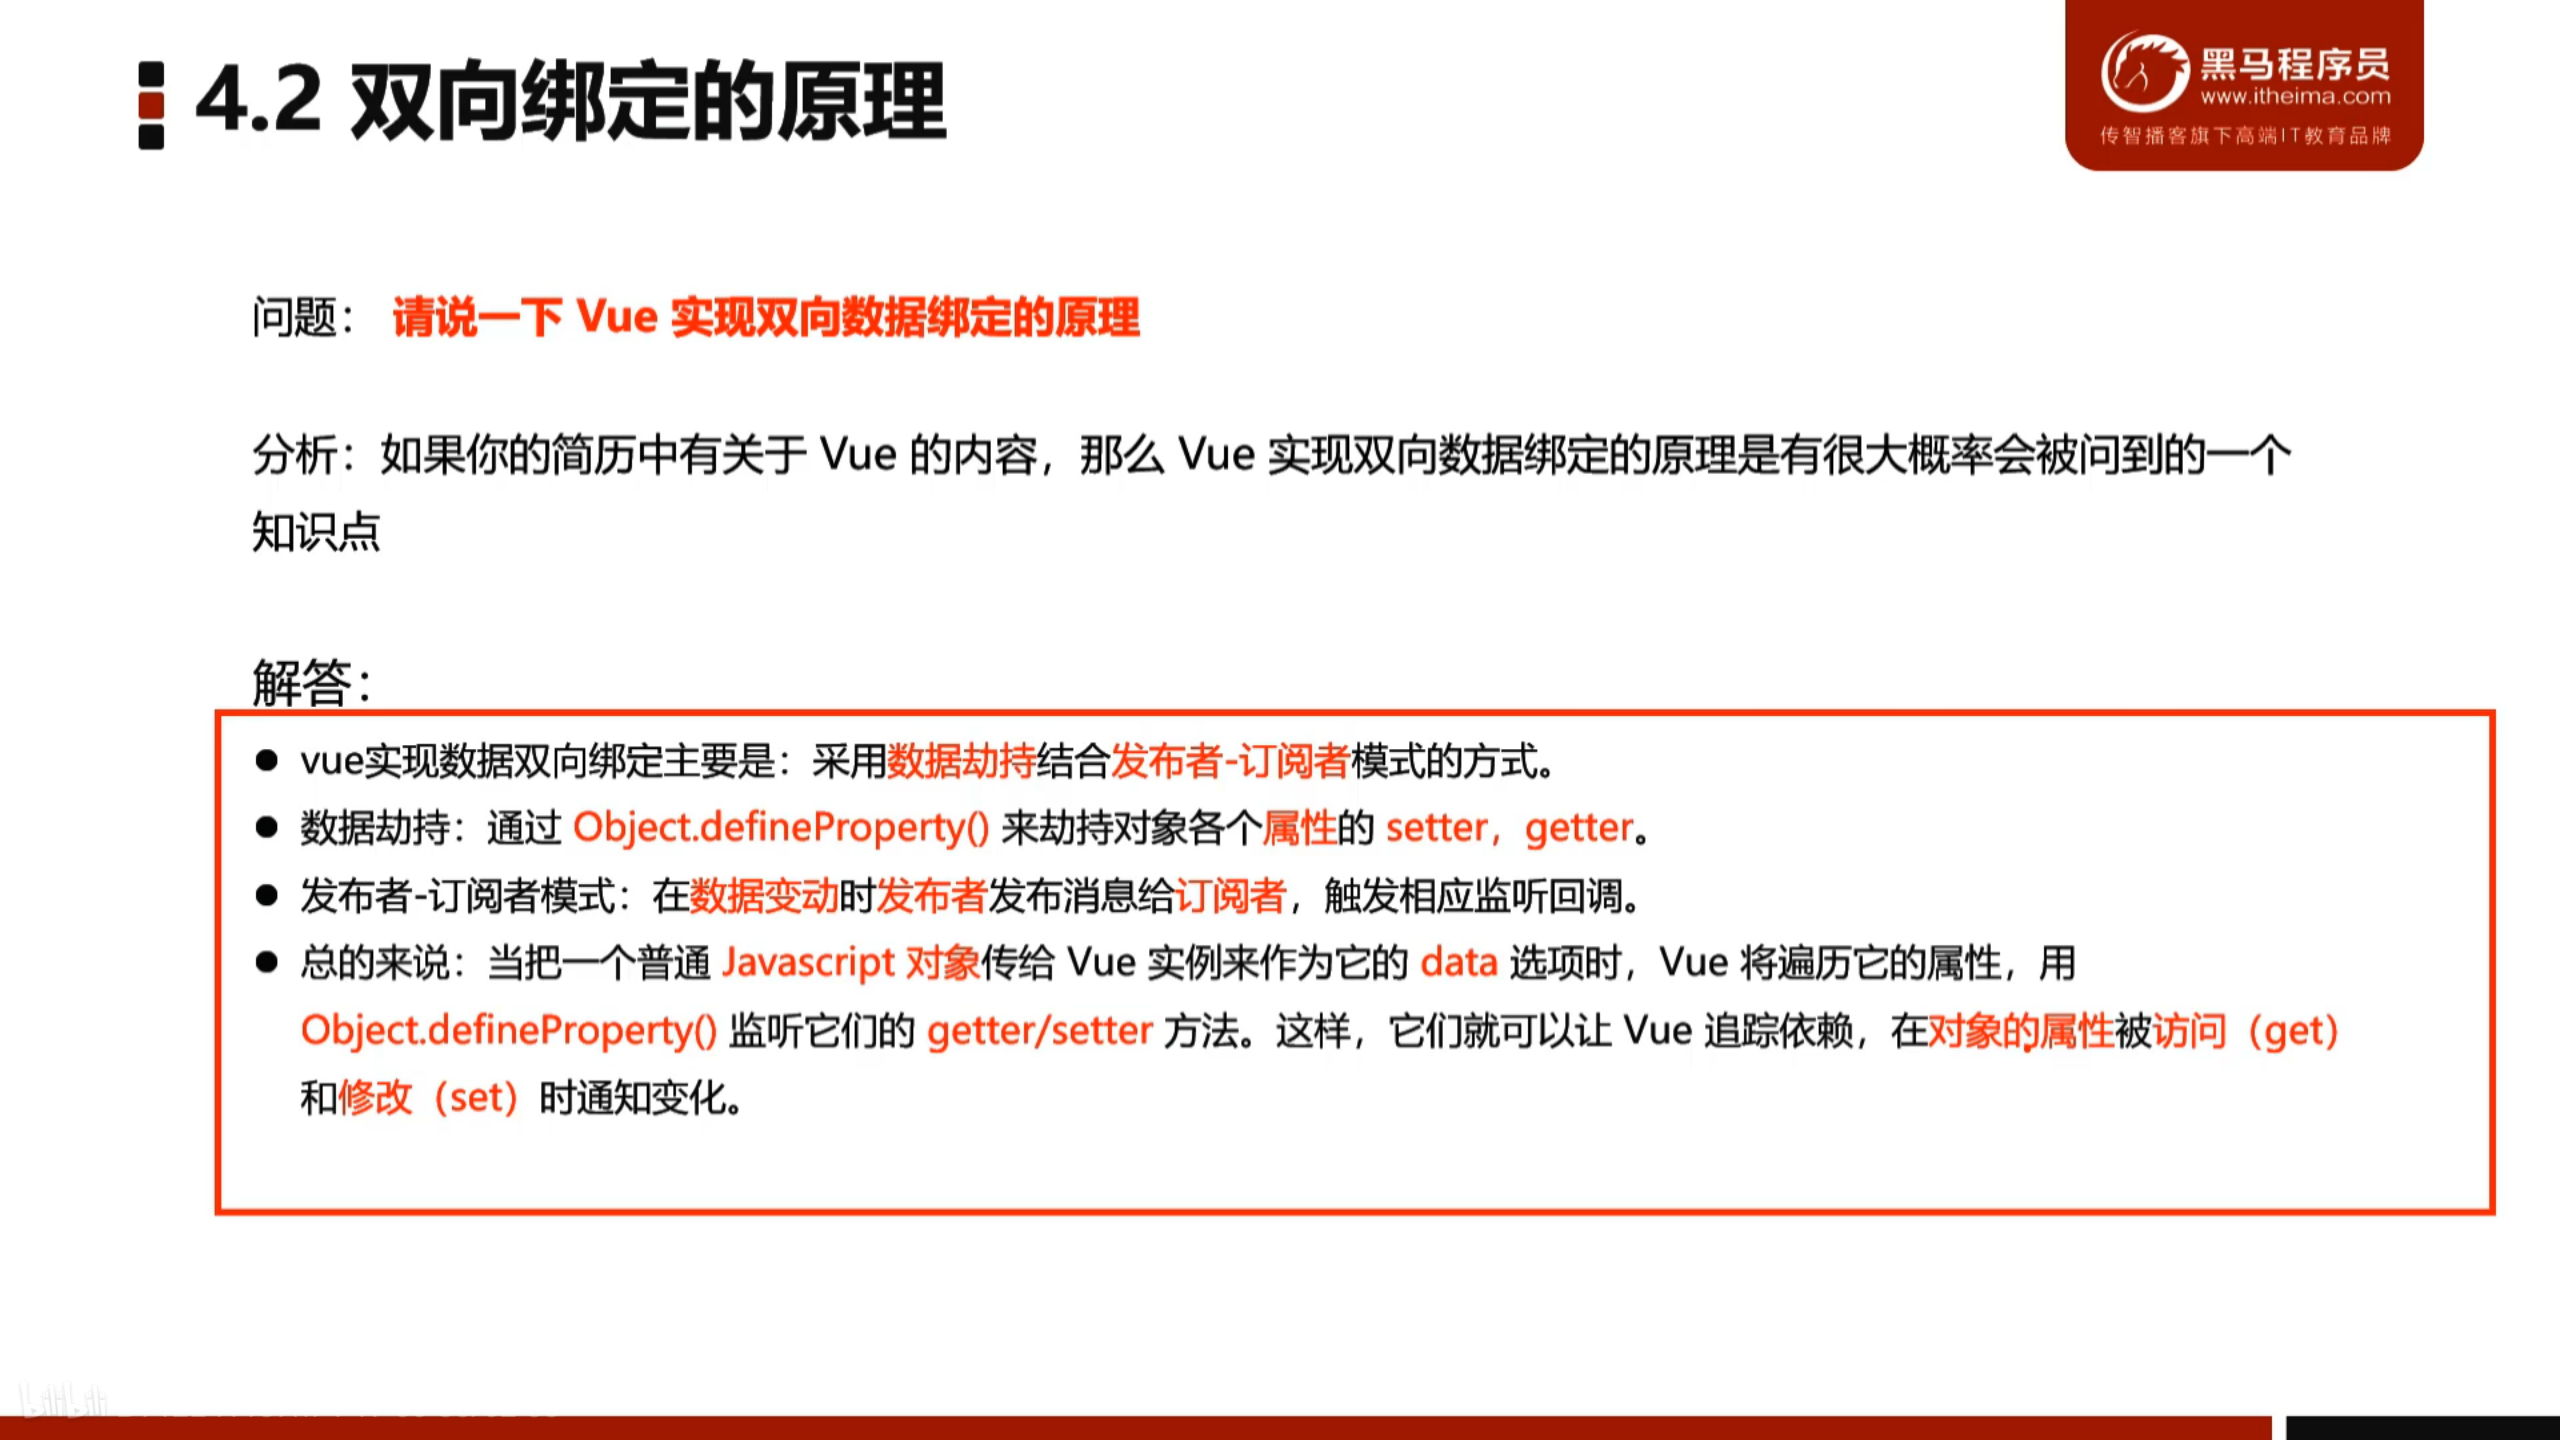 4.2 双向绑定的原理
黑马程序员
www.itheima.com
传智播客旗下高端IT教育品牌
问题： 请说一下 Vue 实现双向数据绑定的原理
分析：如果你的简历中有关于 Vue 的内容，那么 Vue 实现双向数据绑定的原理是有很大概率会被问到的一个
知识点
解答：
● vue实现数据双向绑定主要是：采用数据劫持结合发布者-订阅者模式的方式。
● 数据劫持：通过 Object.defineProperty() 来劫持对象各个属性的 setter，getter。
● 发布者-订阅者模式：在数据变动时发布者发布消息给订阅者，触发相应监听回调。
● 总的来说：当把一个普通 Javascript 对象传给 Vue 实例来作为它的 data 选项时，Vue 将遍历它的属性，用
Object.defineProperty() 监听它们的 getter/setter 方法。这样，它们就可以让 Vue 追踪依赖，在对象的属性被访问（get）
和修改（set）时通知变化。
bilibili